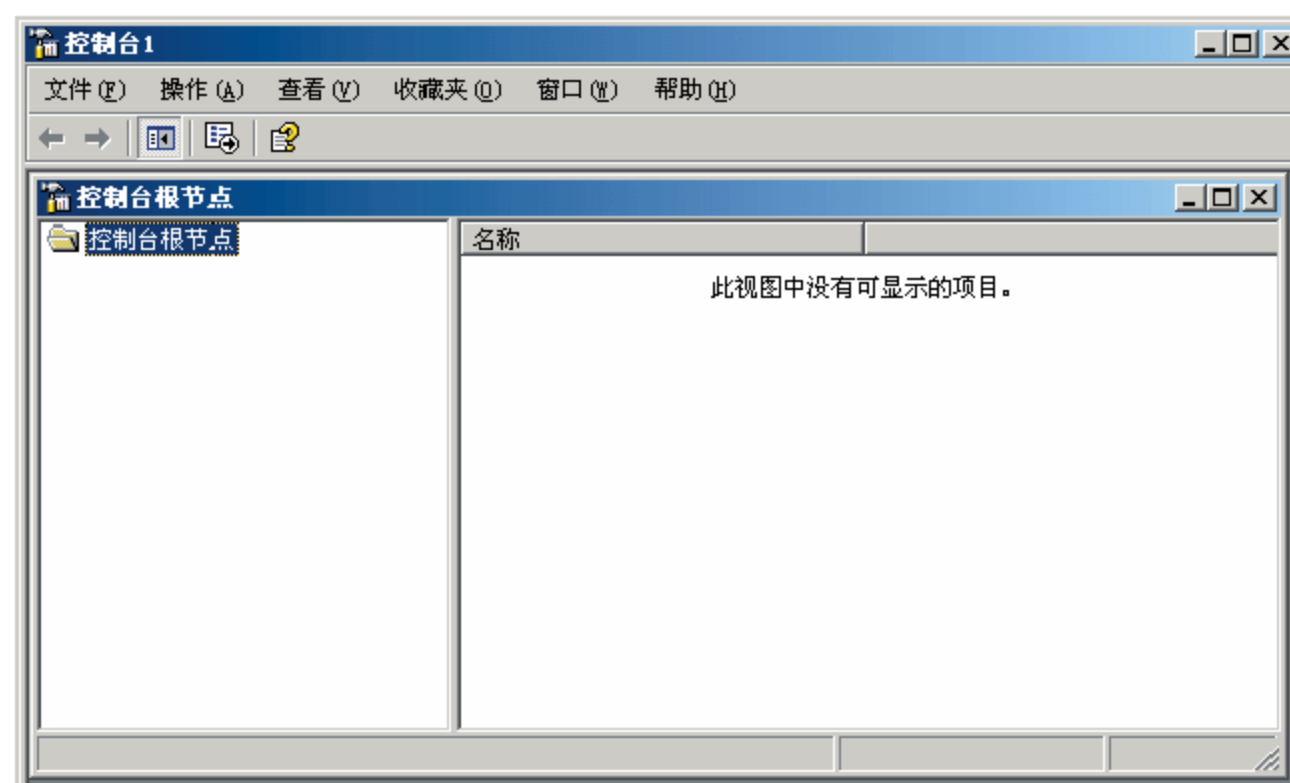 控制台1
文件(F) 操作(A) 查看(V) 收藏夹(O) 窗口(W) 帮助(H)
控制台根节点
控制台根节点
名称
此视图中没有可显示的项目。